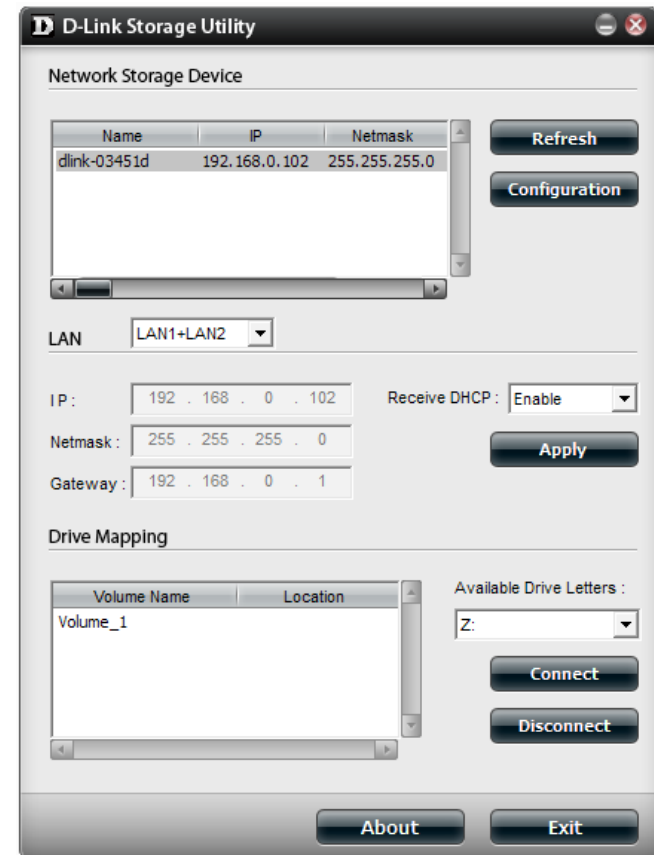 D D-Link Storage Utility
Network Storage Device
Name IP Netmask
dlink-03451d 192.168.0.102 255.255.255.0
Refresh
Configuration
LAN LAN1+LAN2
IP : 192 . 168 . 0 . 102 Receive DHCP : Enable
Netmask : 255 . 255 . 255 . 0 Apply
Gateway : 192 . 168 . 0 . 1
Drive Mapping
Volume Name Location Available Drive Letters :
Volume_1 Z:
Connect
Disconnect
About Exit